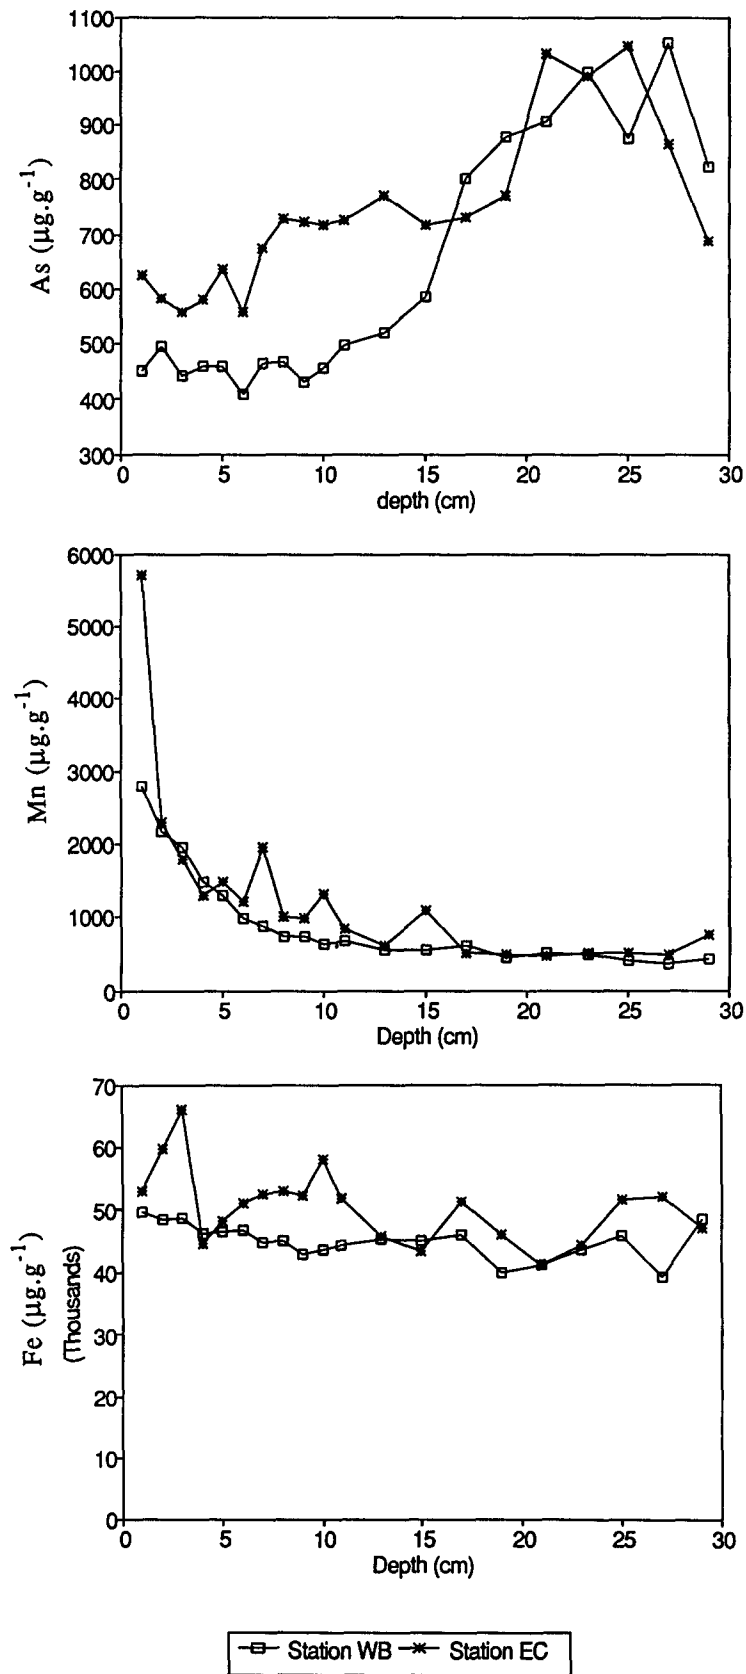 1100
1000
900
800
700
600
500
400
300
As (µg.g⁻¹)
0 5 10 15 20 25 30
depth (cm)
6000
5000
4000
3000
2000
1000
0
Mn (µg.g⁻¹)
0 5 10 15 20 25 30
Depth (cm)
70
60
50
40
30
20
10
0
Fe (µg.g⁻¹)
(Thousands)
0 5 10 15 20 25 30
Depth (cm)
Station WB Station EC